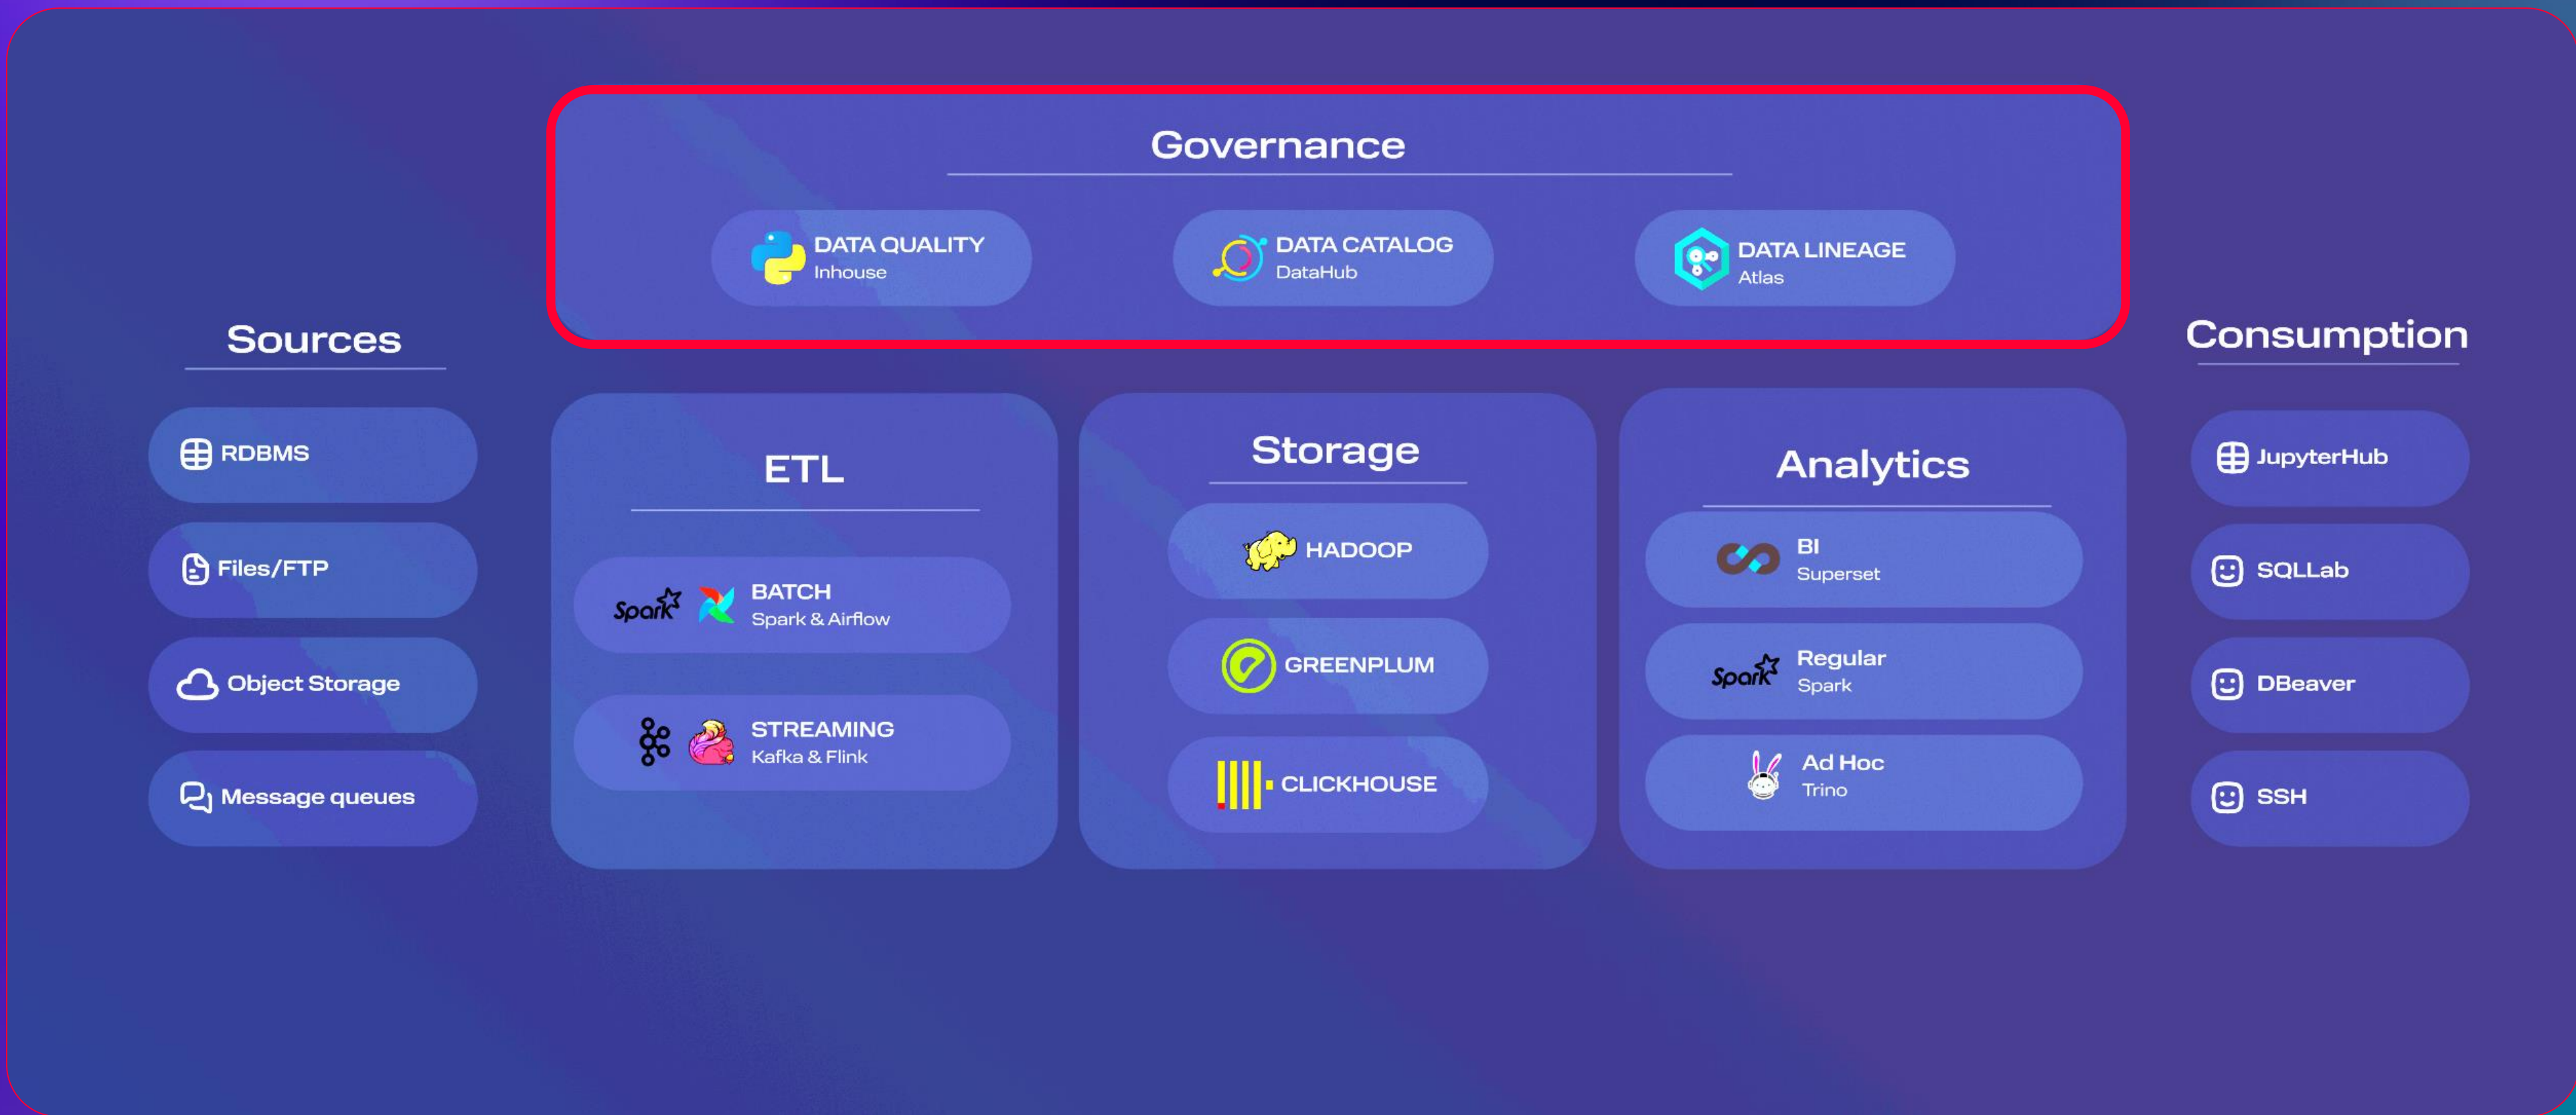 Governance
DATA QUALITY
Inhouse
DATA CATALOG
DataHub
DATA LINEAGE
Atlas
Sources
RDBMS
Files/FTP
Object Storage
Message queues
ETL
Spark
BATCH
Spark & Airflow
STREAMING
Kafka & Flink
Storage
HADOOP
GREENPLUM
CLICKHOUSE
Analytics
BI
Superset
Spark
Regular
Spark
Ad Hoc
Trino
Consumption
JupyterHub
SQLLab
DBeaver
SSH